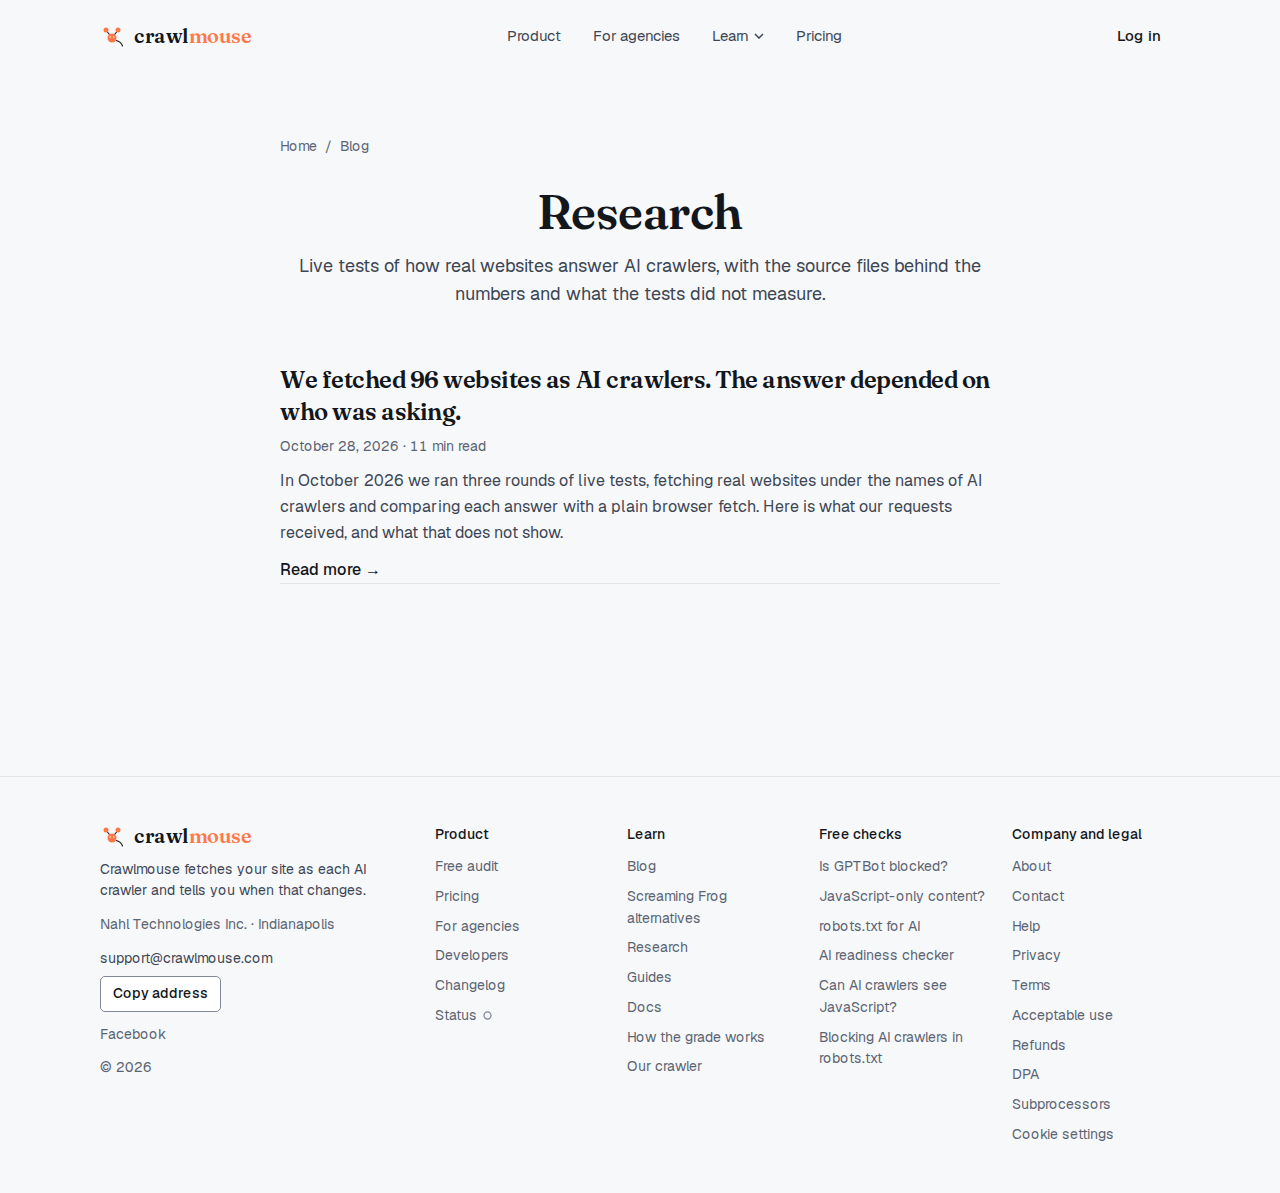 crawlmouse
Product
For agencies
Learn
Pricing
Log in
Home / Blog
Research
Live tests of how real websites answer AI crawlers, with the source files behind the
numbers and what the tests did not measure.
We fetched 96 websites as AI crawlers. The answer depended on
who was asking.
October 28, 2026 · 11 min read
In October 2026 we ran three rounds of live tests, fetching real websites under the names of AI
crawlers and comparing each answer with a plain browser fetch. Here is what our requests
received, and what that does not show.
Read more →
crawlmouse
Crawlmouse fetches your site as each AI
crawler and tells you when that changes.
Nahl Technologies Inc. · Indianapolis
support@crawlmouse.com
Copy address
Facebook
© 2026
Product
Free audit
Pricing
For agencies
Developers
Changelog
Status
Learn
Blog
Screaming Frog
alternatives
Research
Guides
Docs
How the grade works
Our crawler
Free checks
Is GPTBot blocked?
JavaScript-only content?
robots.txt for AI
AI readiness checker
Can AI crawlers see
JavaScript?
Blocking AI crawlers in
robots.txt
Company and legal
About
Contact
Help
Privacy
Terms
Acceptable use
Refunds
DPA
Subprocessors
Cookie settings